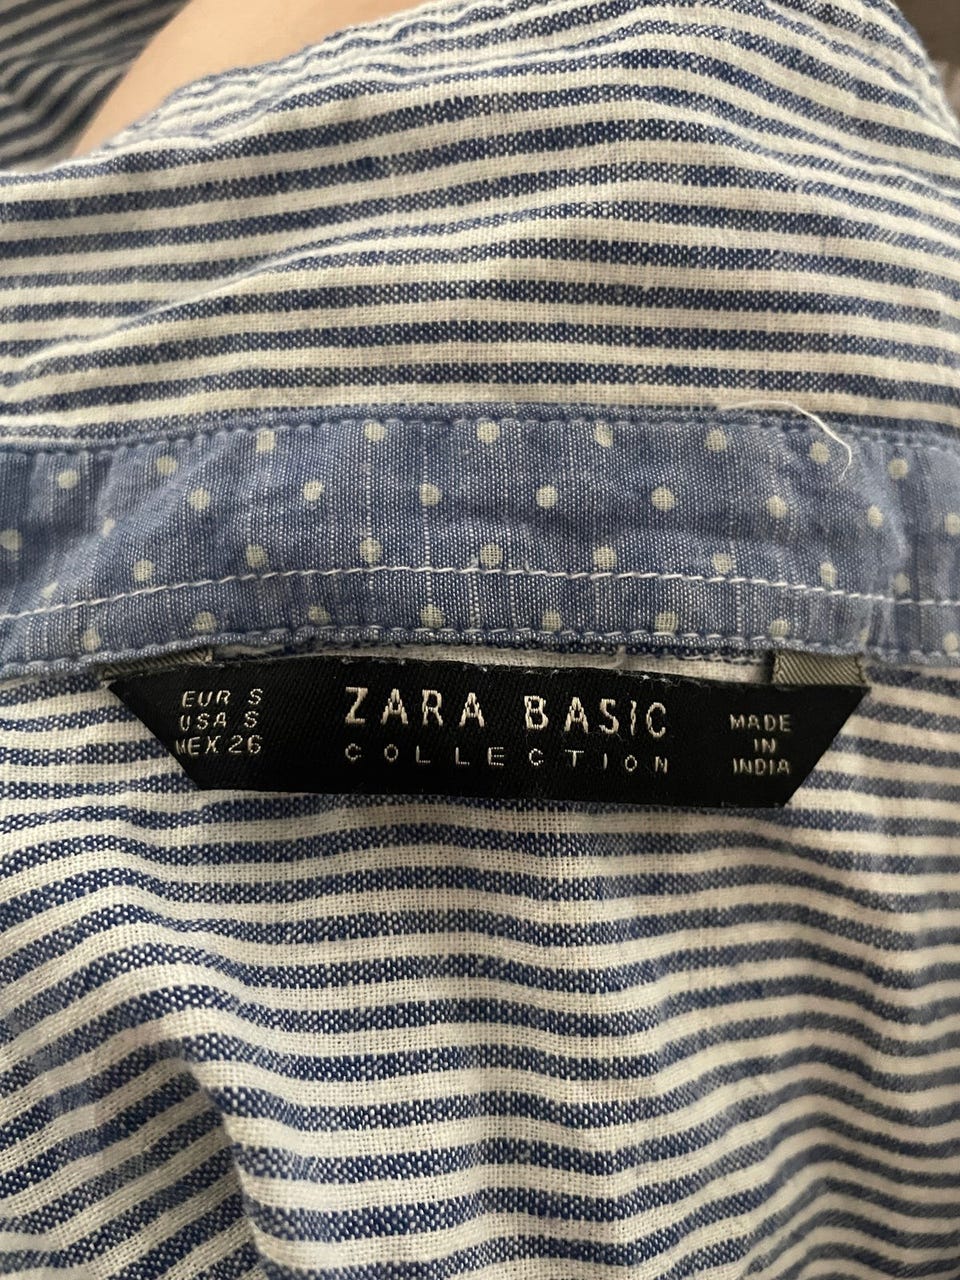 EUR S
USA S
MEX 26
ZARA BASIC
COLLECTION
MADE
IN
INDIA